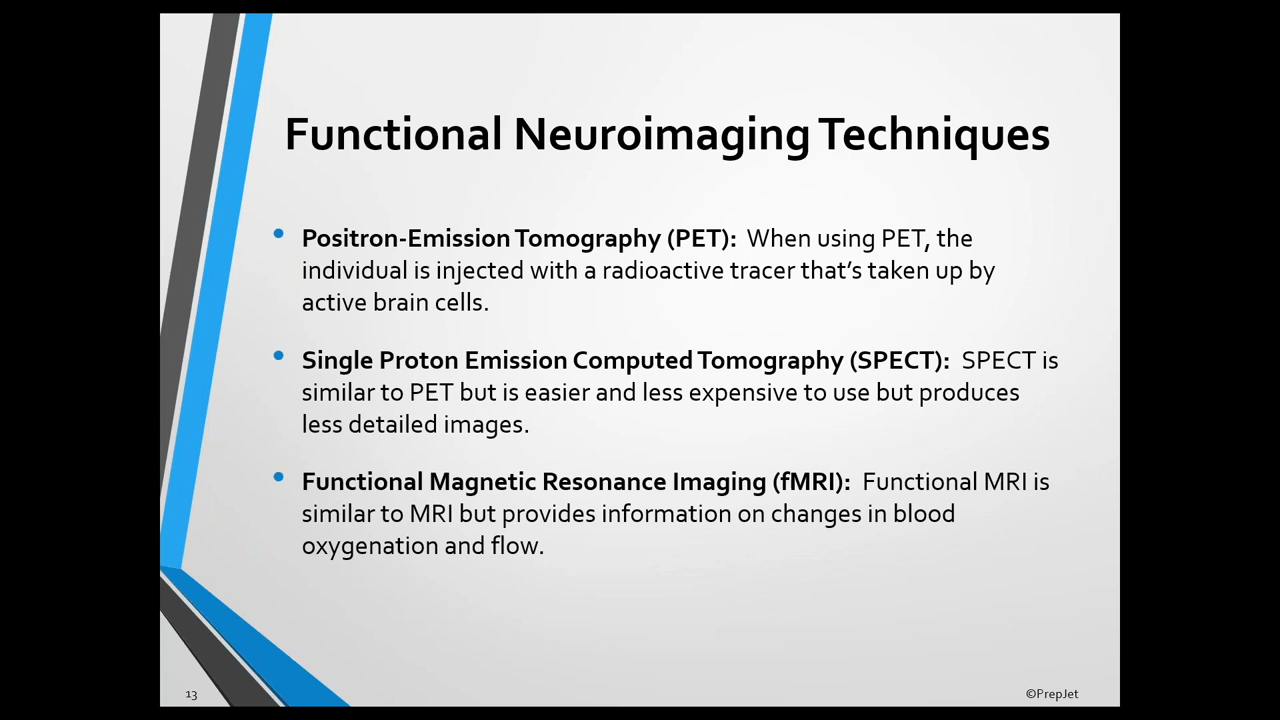 Functional Neuroimaging Techniques
• Positron-Emission Tomography (PET): When using PET, the
individual is injected with a radioactive tracer that's taken up by
active brain cells.
• Single Proton Emission Computed Tomography (SPECT): SPECT is
similar to PET but is easier and less expensive to use but produces
less detailed images.
• Functional Magnetic Resonance Imaging (fMRI): Functional MRI is
similar to MRI but provides information on changes in blood
oxygenation and flow.
13
©PrepJet